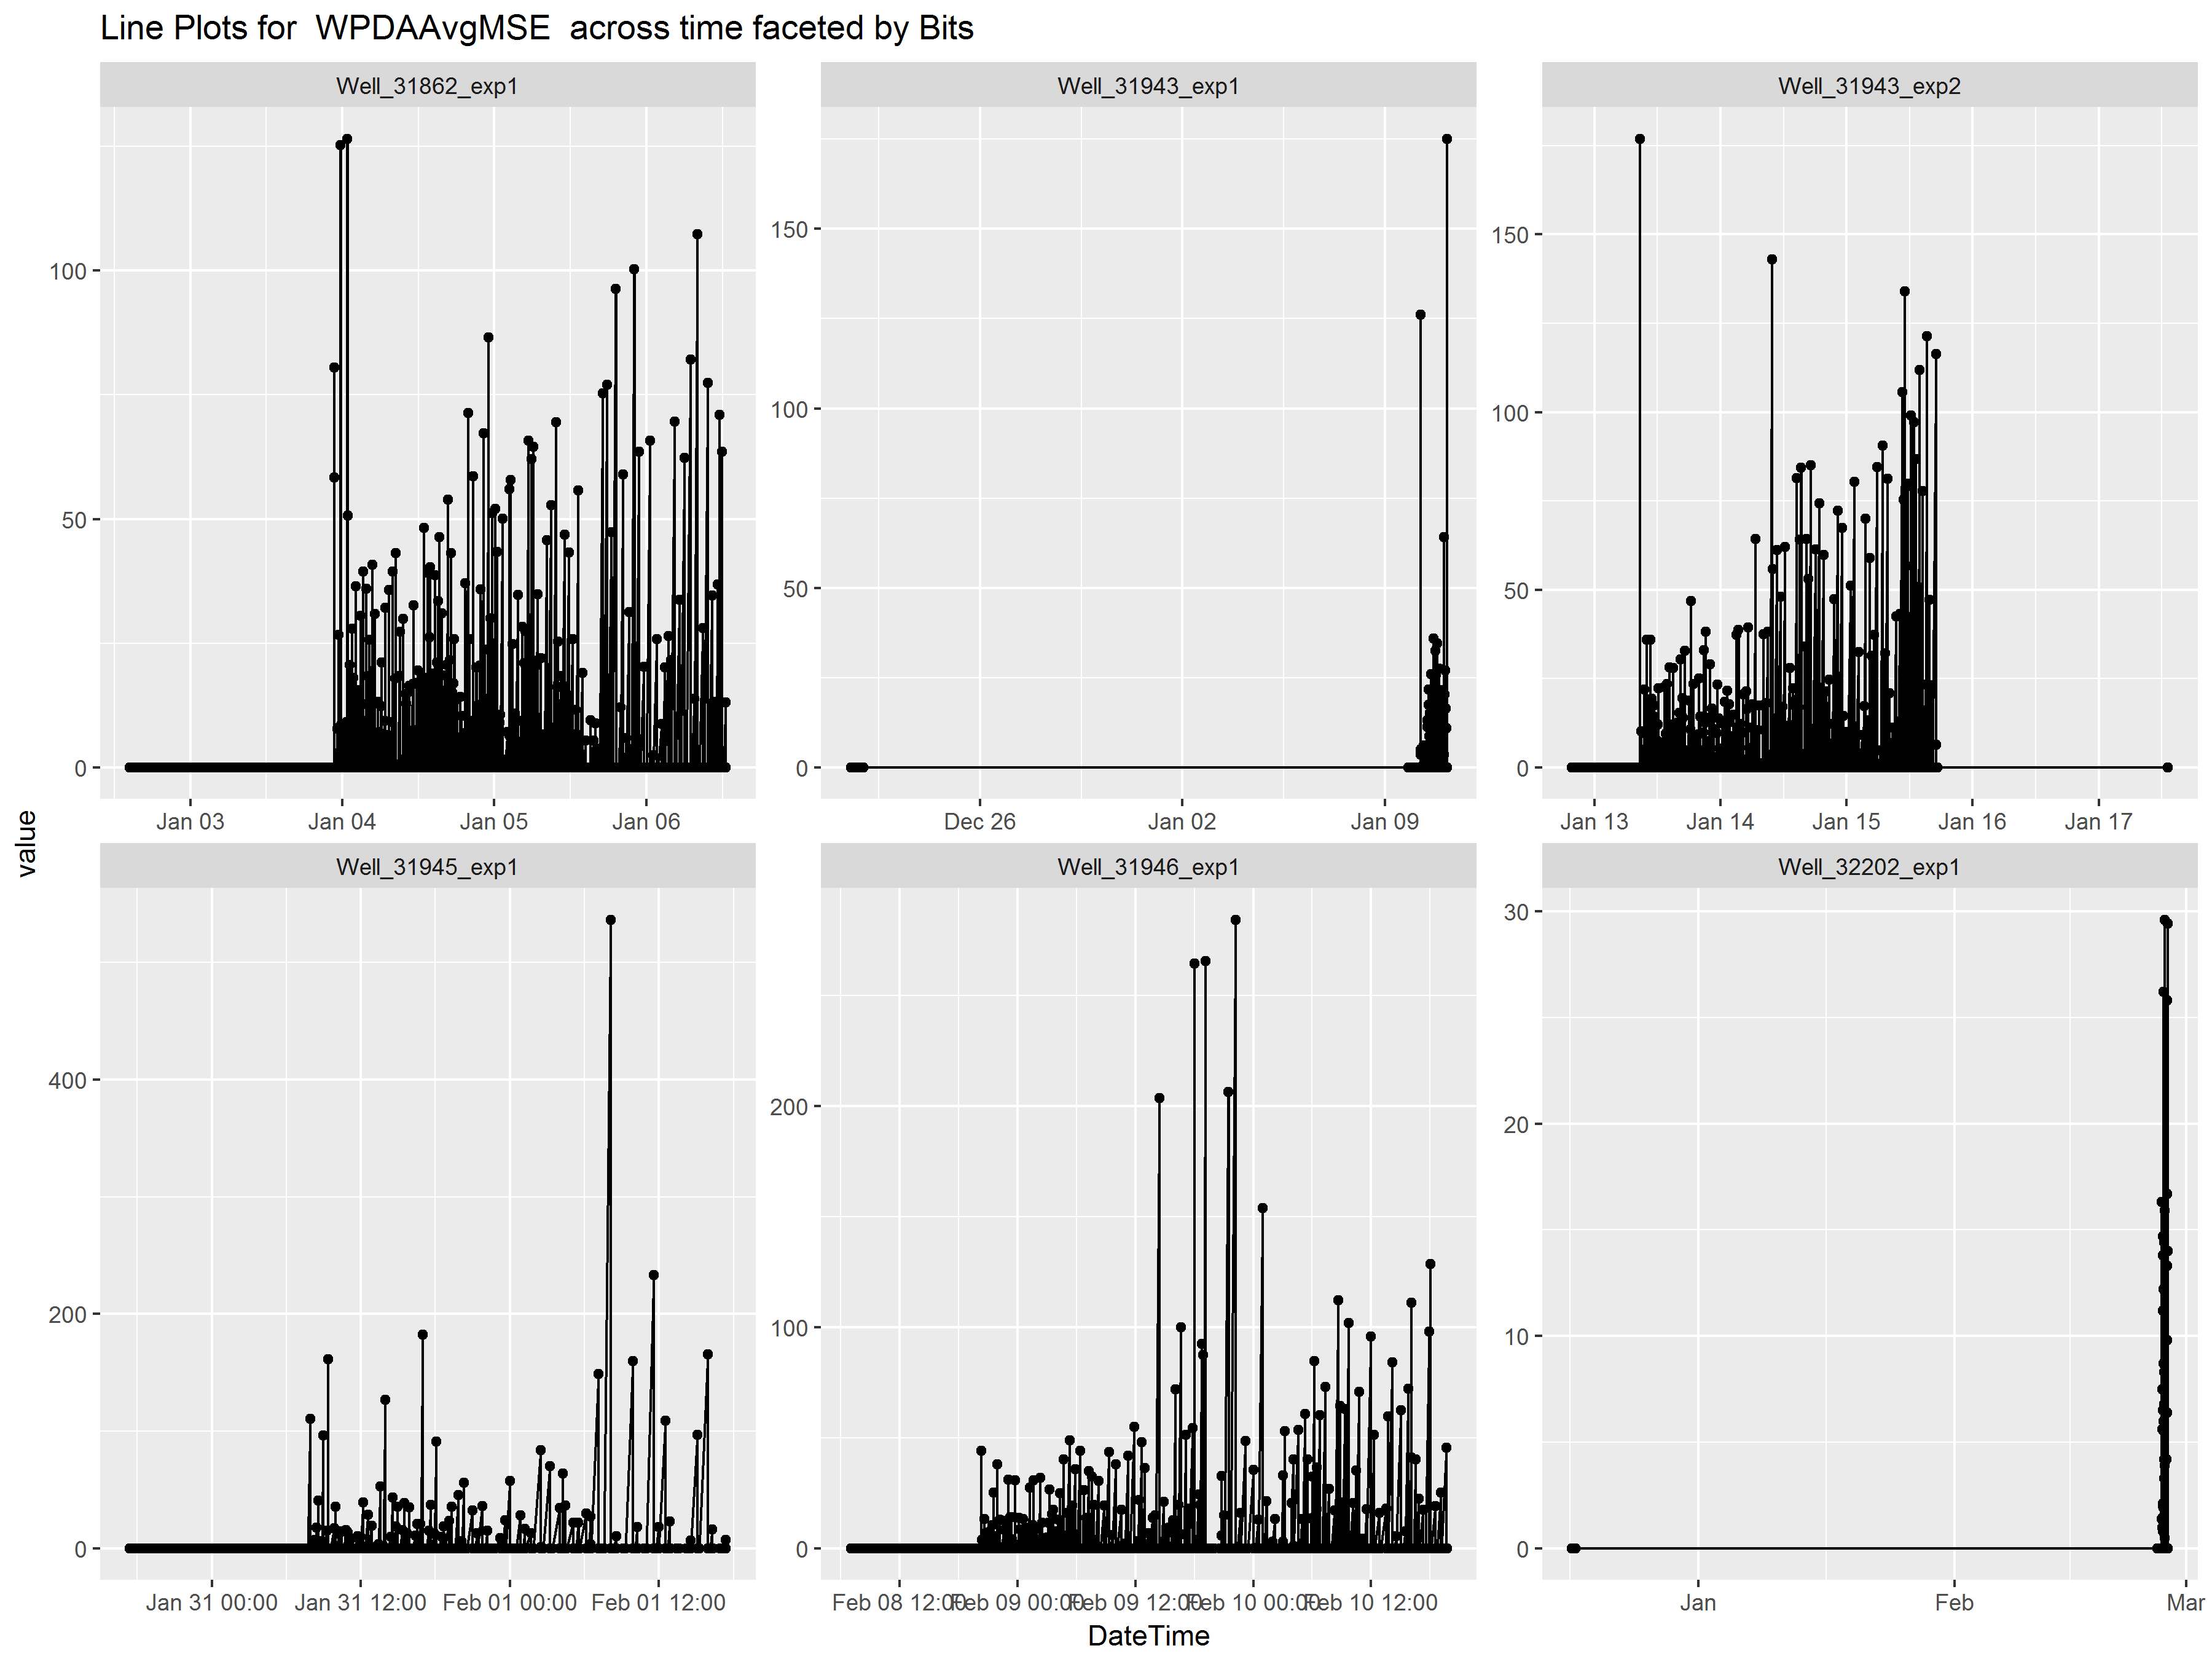 Line Plots for  WPDAAvgMSE  across time faceted by Bits
Well_31862_exp1
Well_31943_exp1
Well_31943_exp2
100
50
0
150
100
50
0
150
100
50
0
Jan 03 Jan 04 Jan 05 Jan 06
Dec 26 Jan 02 Jan 09
Jan 13 Jan 14 Jan 15 Jan 16 Jan 17
value
Well_31945_exp1
Well_31946_exp1
Well_32202_exp1
400
200
0
200
100
0
30
20
10
0
Jan 31 00:00 Jan 31 12:00 Feb 01 00:00 Feb 01 12:00
Feb 08 12:00 Feb 09 00:00 Feb 09 12:00 Feb 10 00:00 Feb 10 12:00
Jan Feb Mar
DateTime